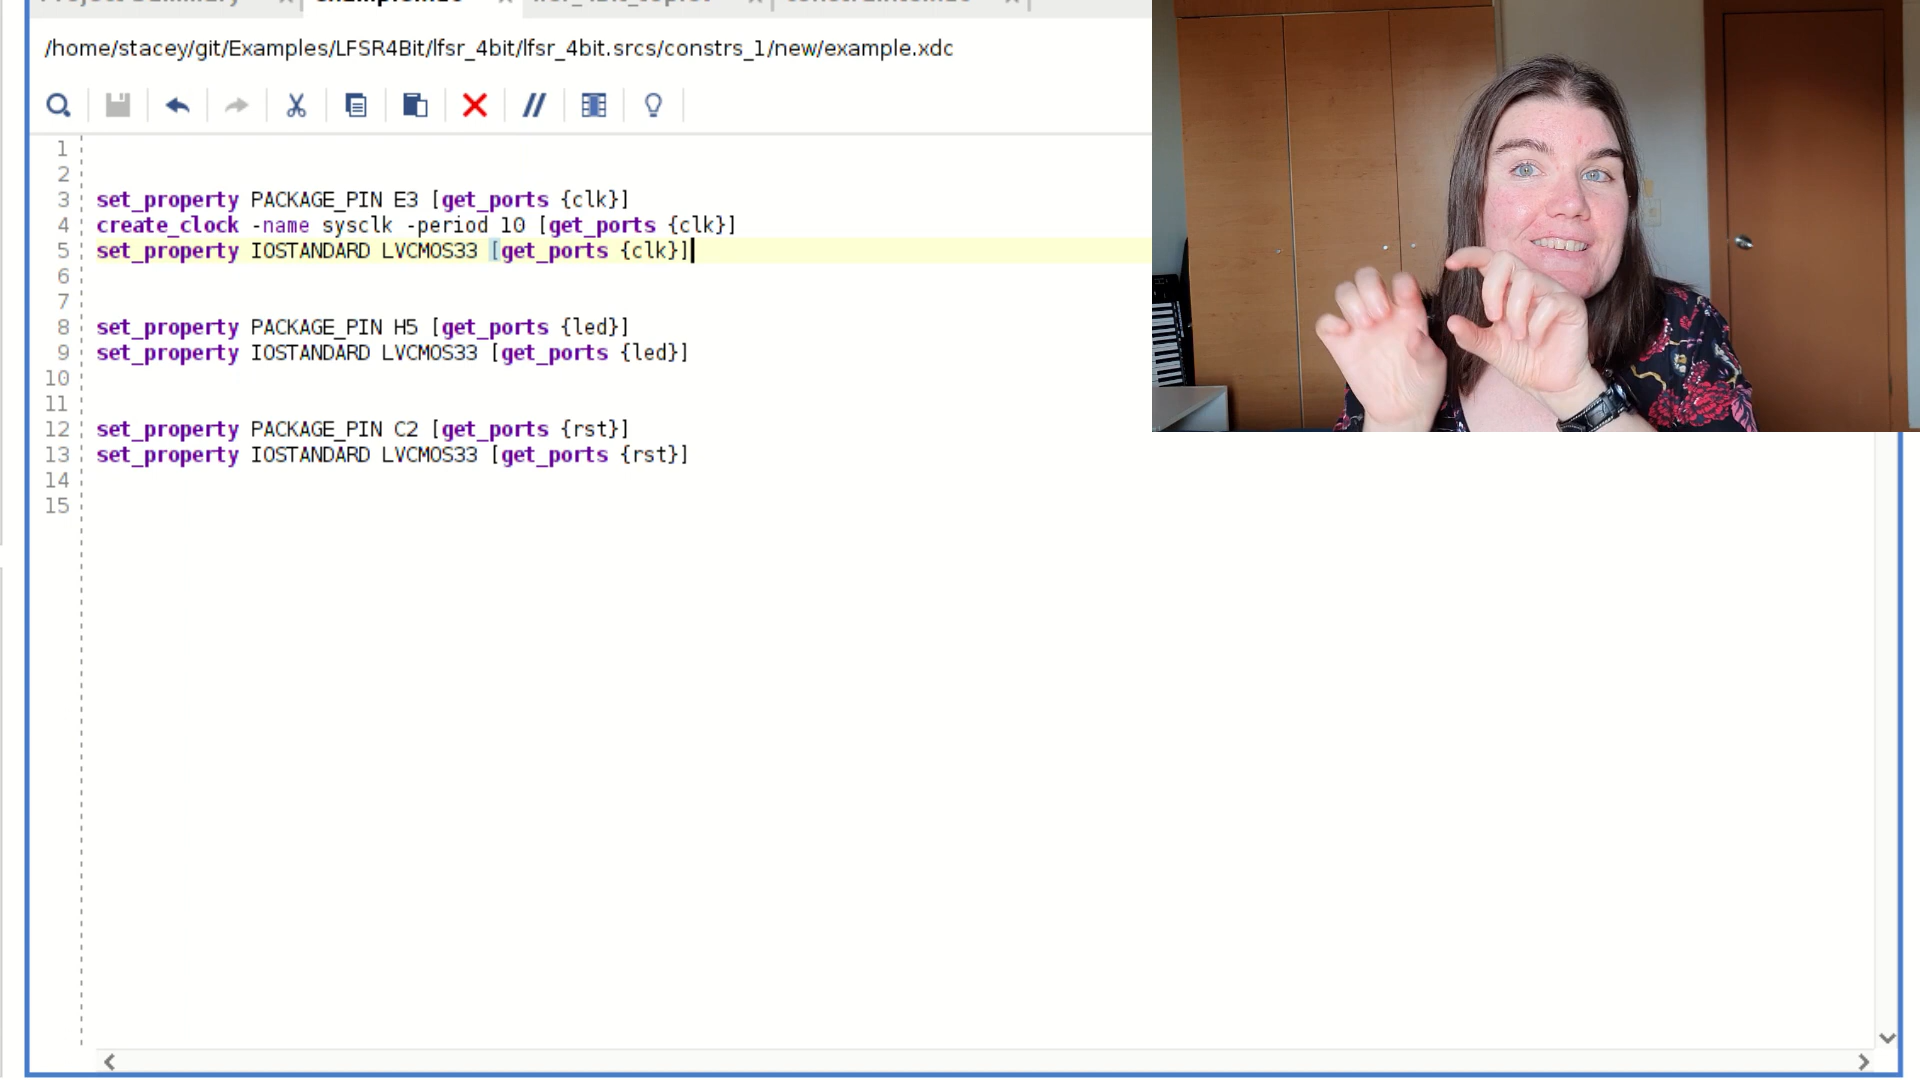 /home/stacey/git/Examples/LFSR4Bit/lfsr_4bit/lfsr_4bit.srcs/constrs_1/new/example.xdc
1
2
3 set_property PACKAGE_PIN E3 [get_ports {clk}]
4 create_clock -name sysclk -period 10 [get_ports {clk}]
5 set_property IOSTANDARD LVCMOS33 [get_ports {clk}]
6
7
8 set_property PACKAGE_PIN H5 [get_ports {led}]
9 set_property IOSTANDARD LVCMOS33 [get_ports {led}]
10
11
12 set_property PACKAGE_PIN C2 [get_ports {rst}]
13 set_property IOSTANDARD LVCMOS33 [get_ports {rst}]
14
15